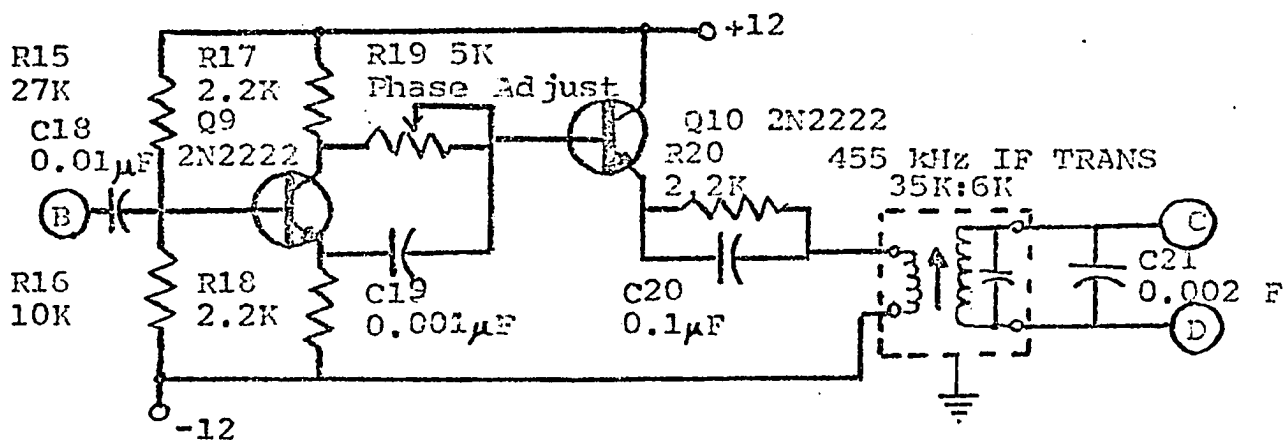 +12
R15
27K
R17
2.2K
R19 5K
Phase Adjust
C18
0.01μF
Q9
2N2222
Q10 2N2222
R20
2.2K
455 kHz IF TRANS
35K:6K
B
C
R16
10K
R18
2.2K
C19
0.001μF
C20
0.1μF
C21
0.002 F
D
-12